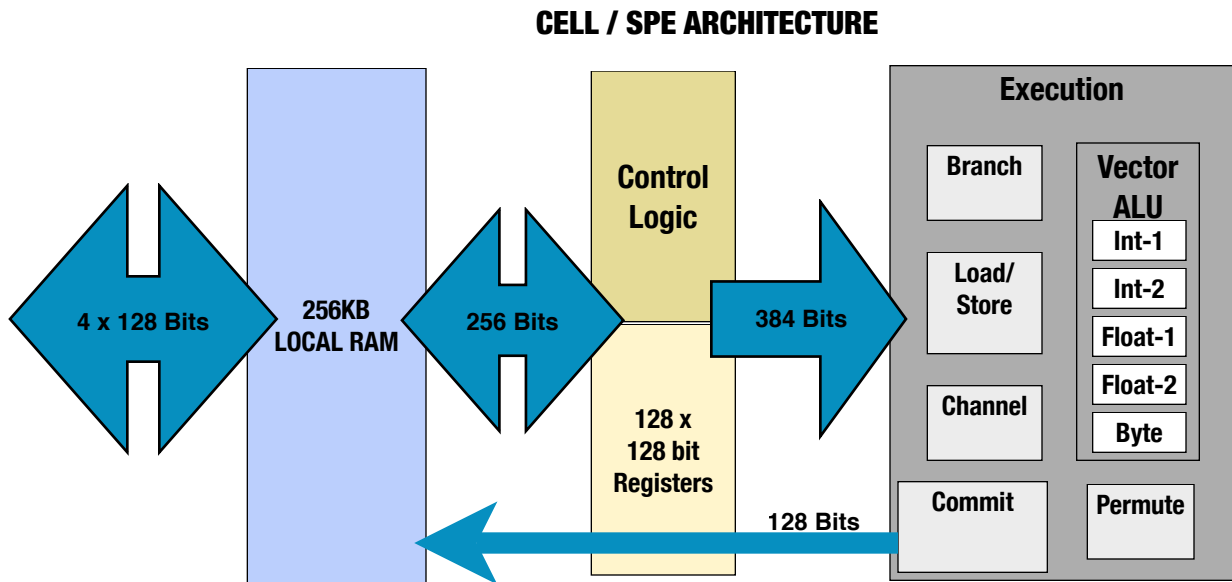 CELL / SPE ARCHITECTURE
4 x 128 Bits
256KB
LOCAL RAM
256 Bits
Control
Logic
128 x
128 bit
Registers
384 Bits
128 Bits
Execution
Branch
Load/
Store
Channel
Commit
Vector
ALU
Int-1
Int-2
Float-1
Float-2
Byte
Permute